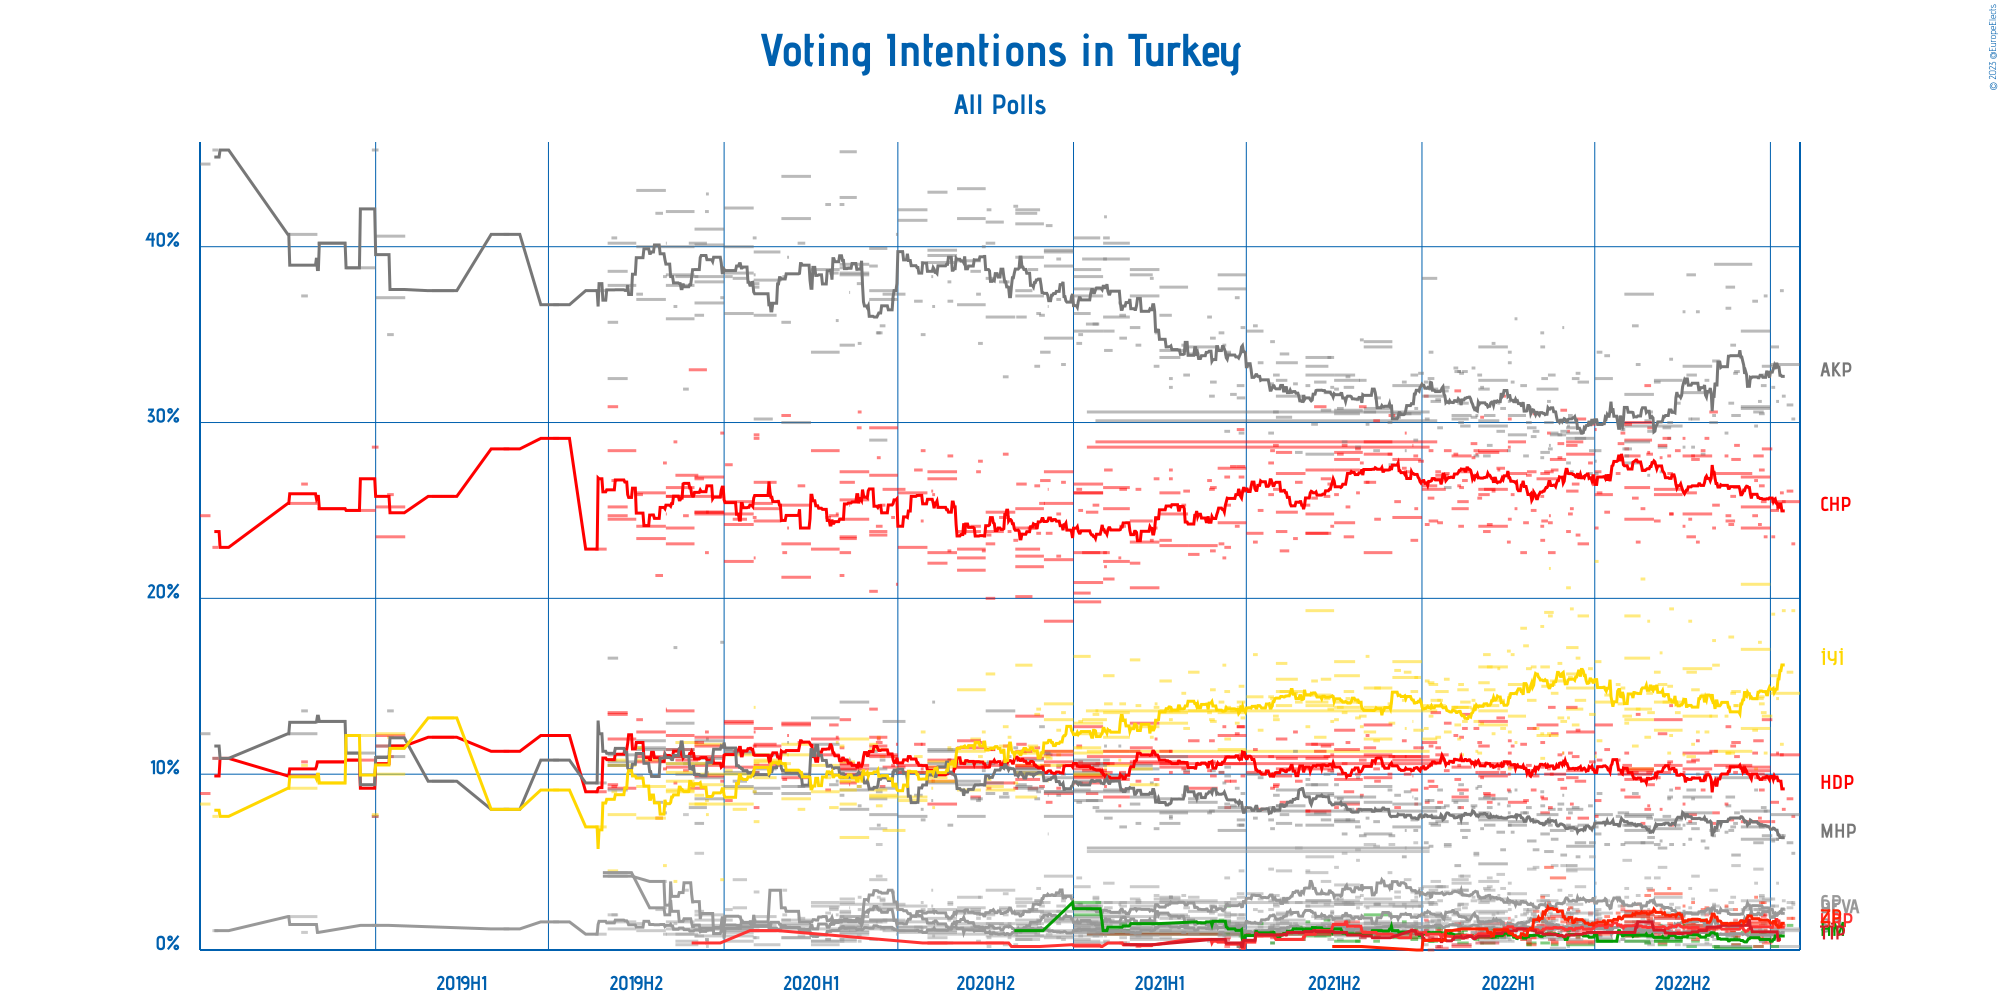 Voting Intentions in Turkey
All Polls
© 2023 @EuropeElects
40%
30%
20%
10%
0%
AKP
CHP
İyi
HDP
MHP
2019H1
2019H2
2020H1
2020H2
2021H1
2021H2
2022H1
2022H2